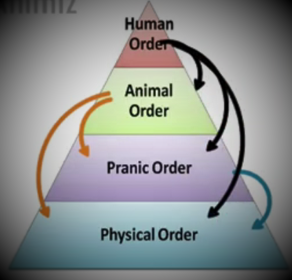 Human
Order
Animal
Order
Pranic Order
Physical Order